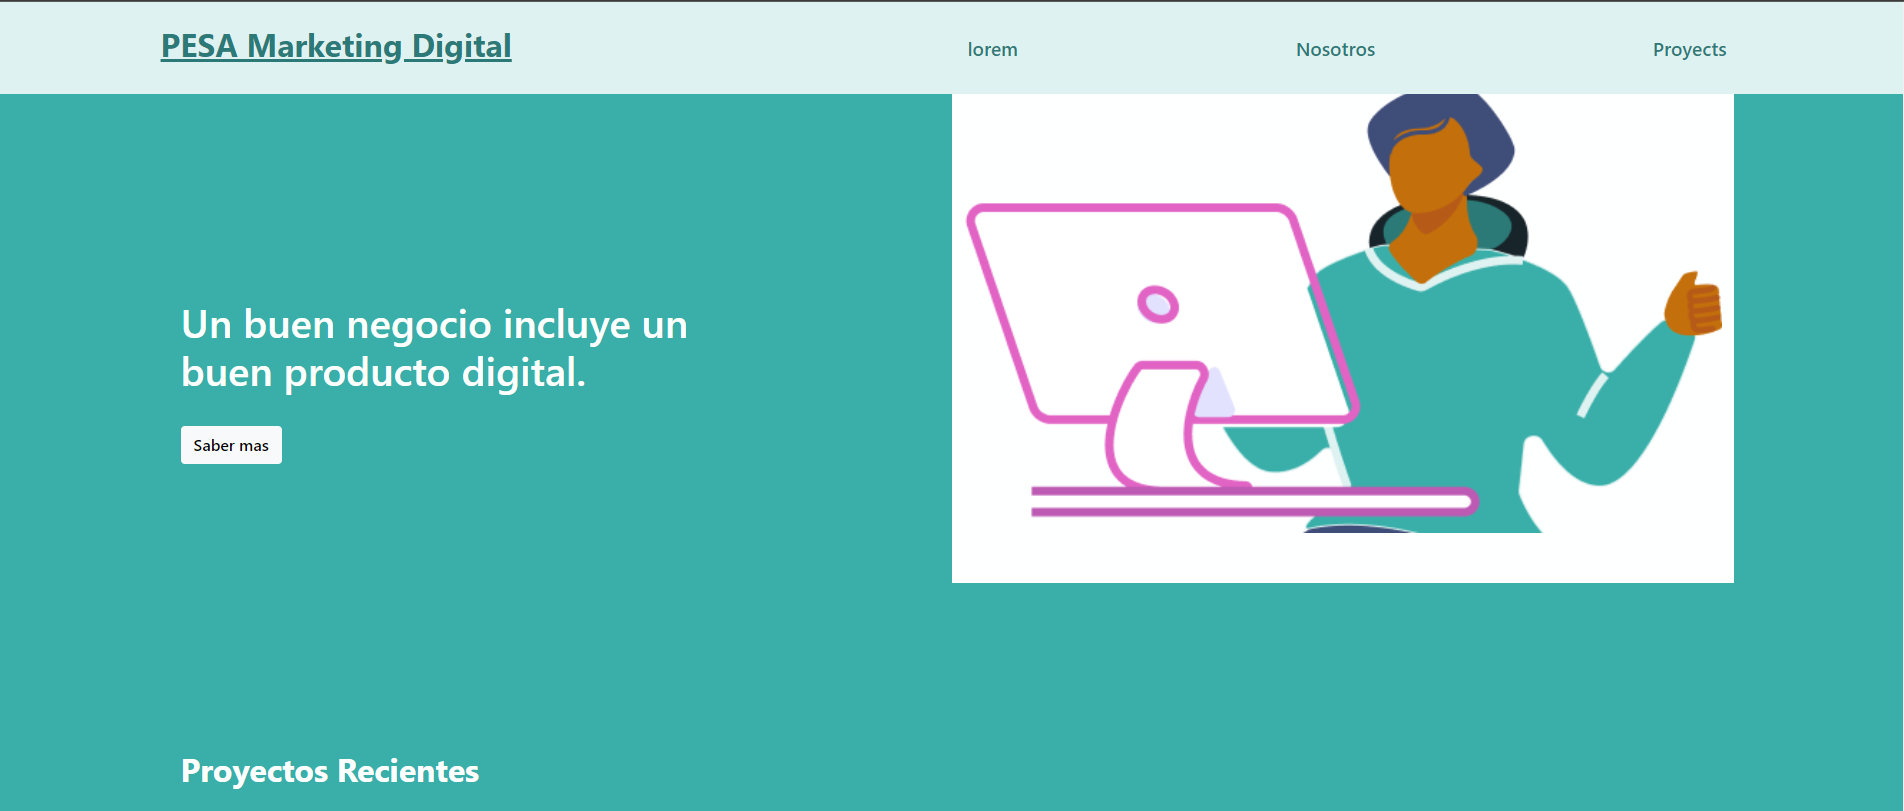 PESA Marketing Digital
lorem
Nosotros
Proyects
Un buen negocio incluye un
buen producto digital.
Saber mas
Proyectos Recientes